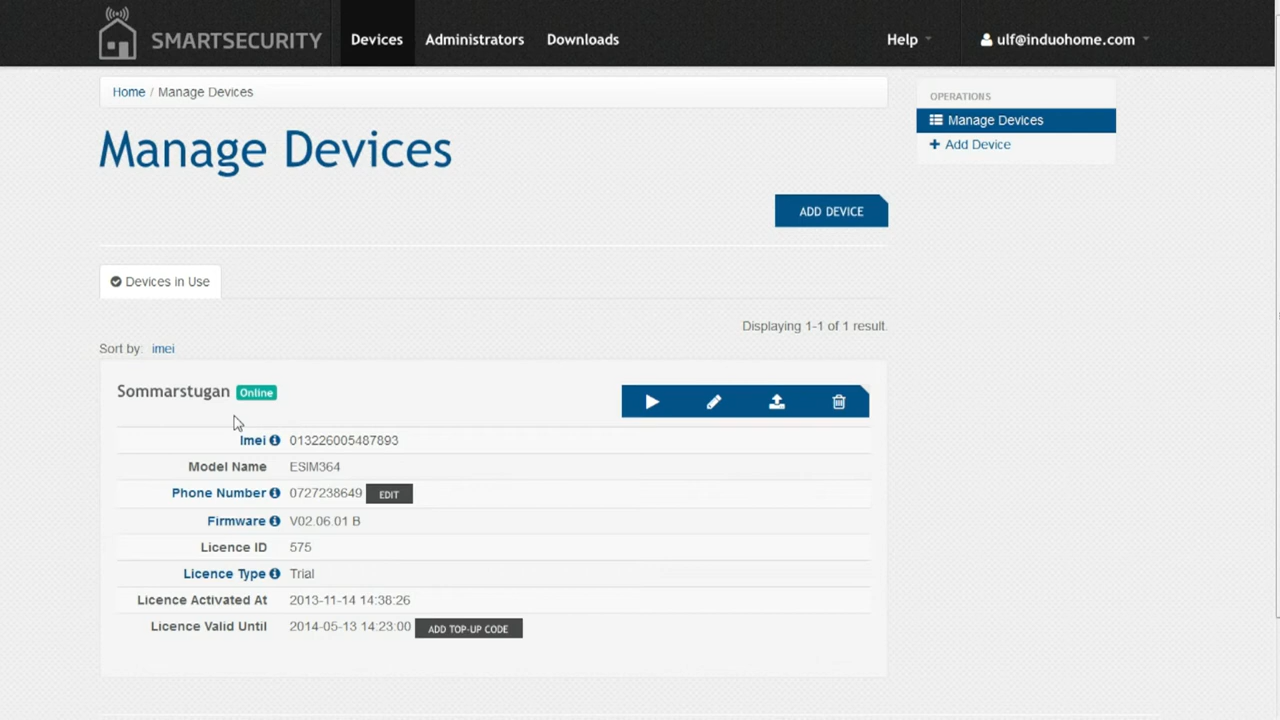 SMARTSECURITY Devices Administrators Downloads Help ulf@induohome.com
Home / Manage Devices
OPERATIONS
Manage Devices
Add Device
Manage Devices
ADD DEVICE
Devices in Use
Displaying 1-1 of 1 result.
Sort by: imei
Sommarstugan Online
Imei 013226005487893
Model Name ESIM364
Phone Number 0727238649 EDIT
Firmware V02.06.01 B
Licence ID 575
Licence Type Trial
Licence Activated At 2013-11-14 14:38:26
Licence Valid Until 2014-05-13 14:23:00 ADD TOP-UP CODE